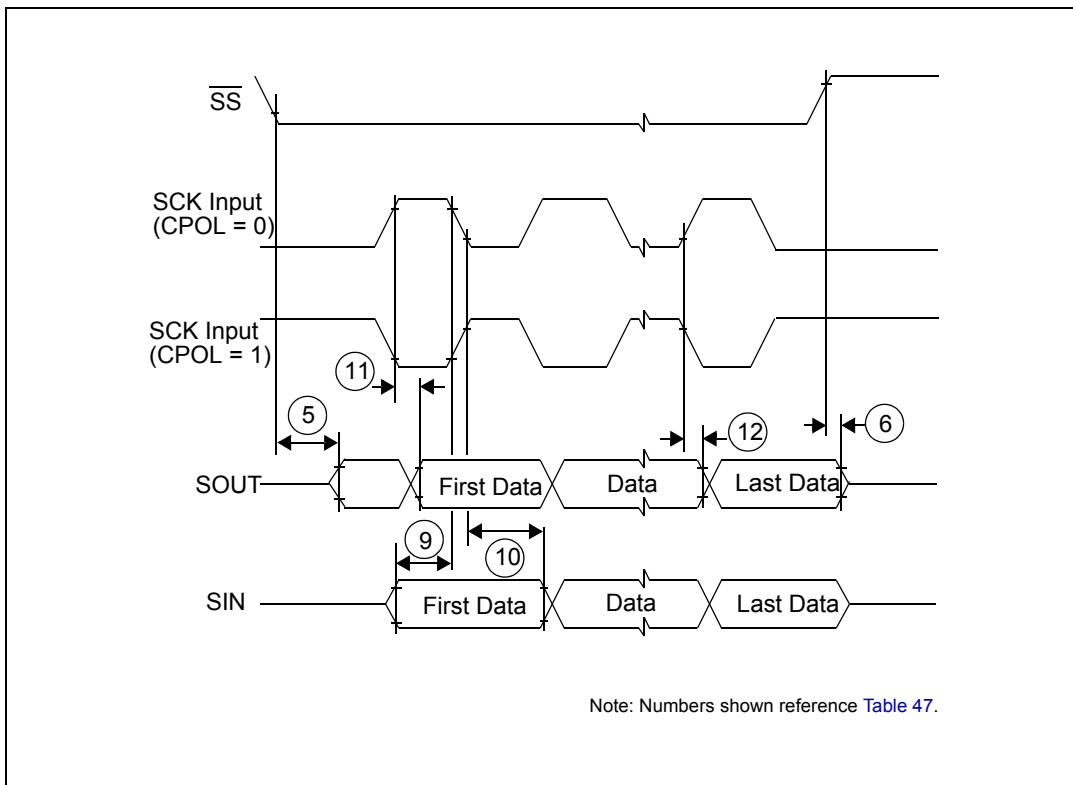 SS
SCK Input
(CPOL = 0)
SCK Input
(CPOL = 1)
11
5
12
6
SOUT
First Data
Data
Last Data
9
10
SIN
First Data
Data
Last Data
Note: Numbers shown reference Table 47.